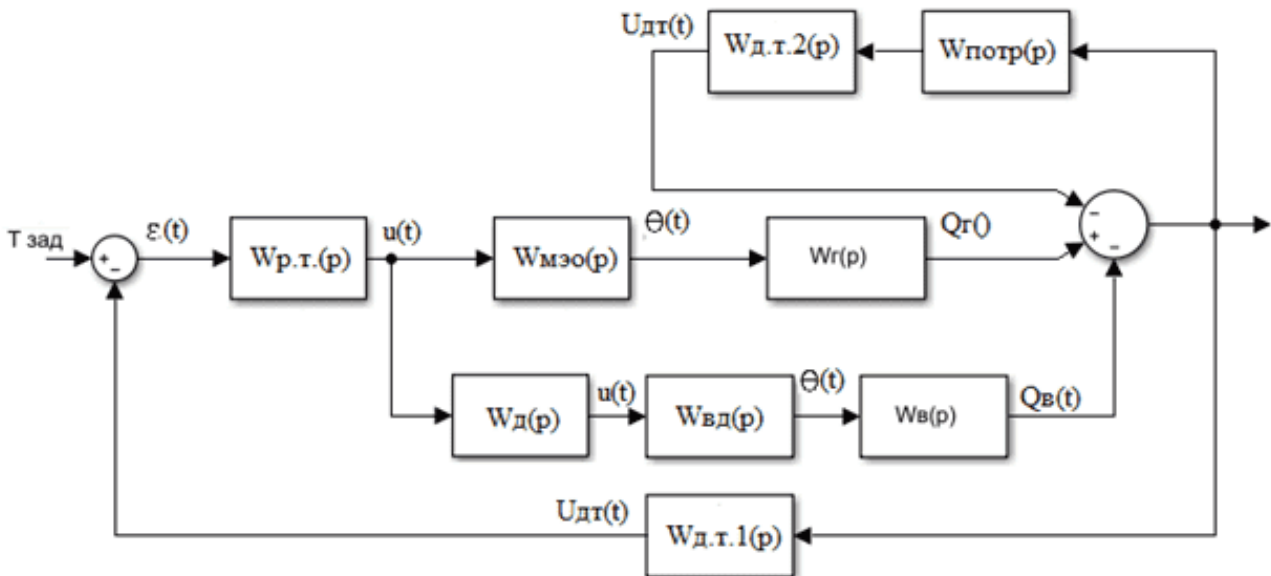 Uдт(t)
Wд.т.2(p)
Wпотр(p)
T зад
ε(t)
Wр.т.(p)
u(t)
Wмэо(p)
Θ(t)
Wг(p)
Qг()
Wд(p)
u(t)
Wвд(p)
Θ(t)
Wв(p)
Qв(t)
Uдт(t)
Wд.т.1(p)